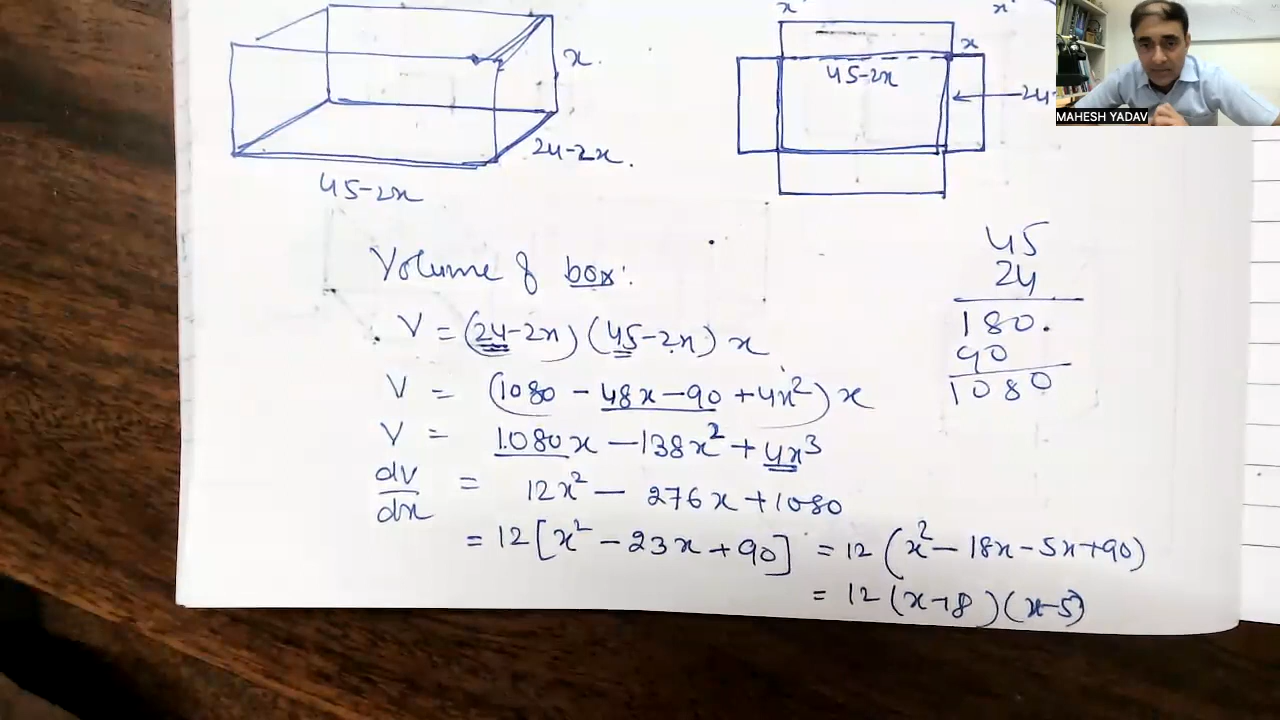 x
x
x
x
45-2x
24-
MAHESH YADAV
24-2x.
45-2x
45
24
180.
90
1080
Volume of box:
V = (24-2x) (45-2x) x
V = (1080 - 48x - 90 + 4x²) x
V = 1080x - 138x² + 4x³
dv/dx = 12x² - 276x + 1080
= 12[x² - 23x + 90] = 12 (x² - 18x - 5x + 90)
= 12 (x-18) (x-5)